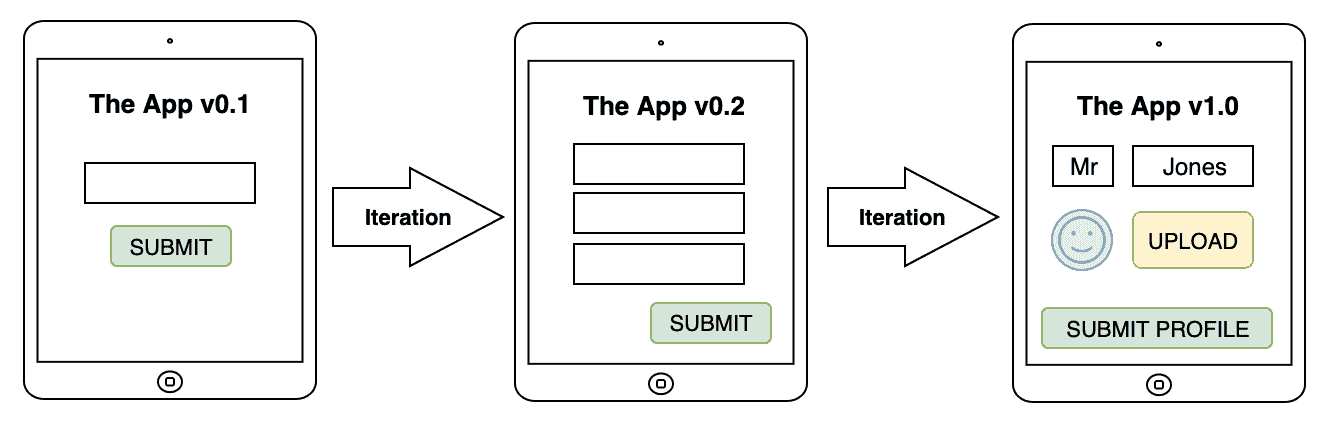 The App v0.1
SUBMIT
Iteration
The App v0.2
SUBMIT
Iteration
The App v1.0
Mr
Jones
UPLOAD
SUBMIT PROFILE